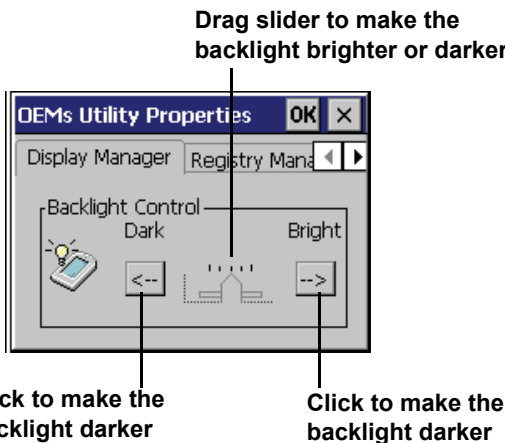 Drag slider to make the
backlight brighter or darker
OEMs Utility Properties OK
Display Manager Registry Mana
Backlight Control
Dark Bright
<-- -->
ck to make the
cklight darker
Click to make the
backlight darker